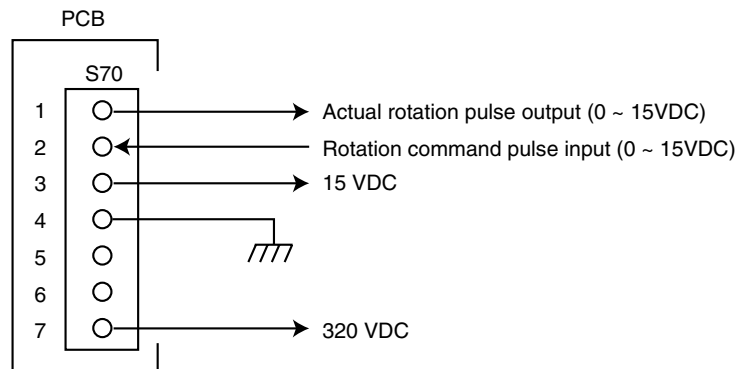 PCB
S70
1 Actual rotation pulse output (0 ~ 15VDC)
2 Rotation command pulse input (0 ~ 15VDC)
3 15 VDC
4
5
6
7 320 VDC